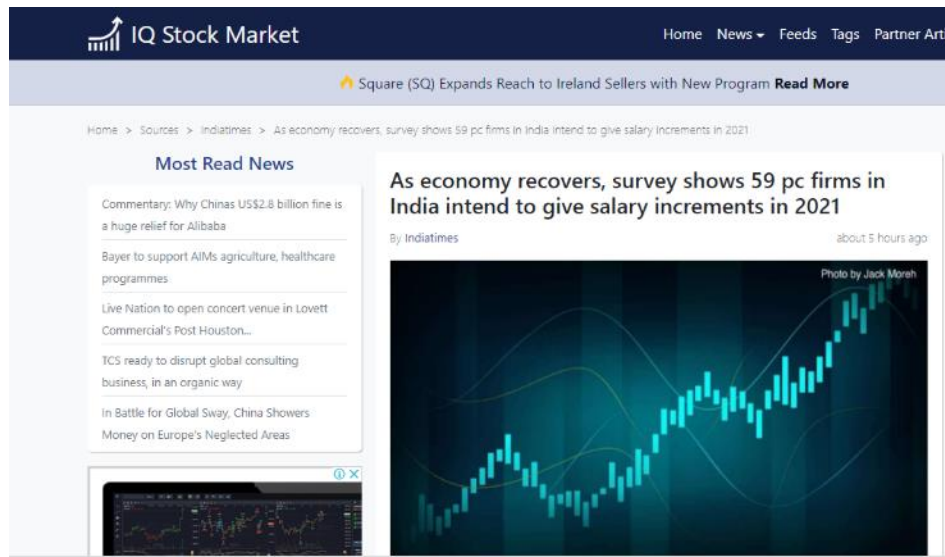 IQ Stock Market
Home News Feeds Tags Partner Art
Square (SQ) Expands Reach to Ireland Sellers with New Program Read More
Home > Sources > Indiatimes > As economy recovers, survey shows 59 pc firms in India intend to give salary increments in 2021
Most Read News
Commentary: Why Chinas US$2.8 billion fine is
a huge relief for Alibaba
Bayer to support AIMs agriculture, healthcare
programmes
Live Nation to open concert venue in Lovett
Commercial's Post Houston...
TCS ready to disrupt global consulting
business, in an organic way
In Battle for Global Sway, China Showers
Money on Europe's Neglected Areas
As economy recovers, survey shows 59 pc firms in
India intend to give salary increments in 2021
By Indiatimes
about 5 hours ago
Photo by Jack Moreh